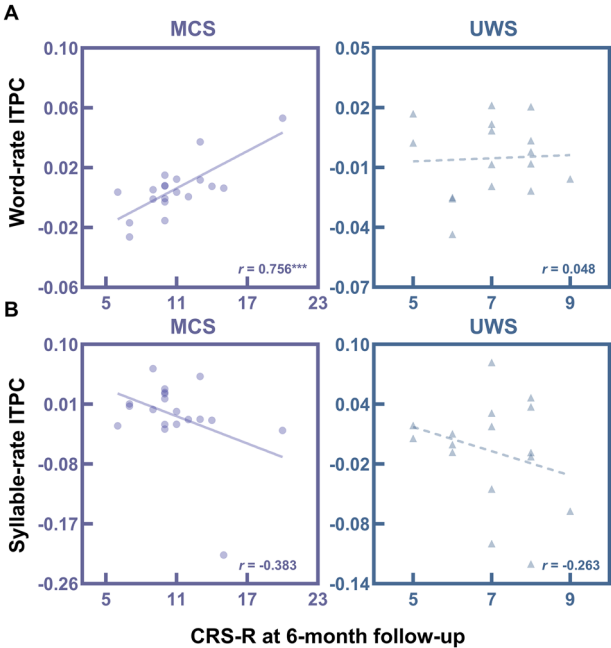 A
MCS
UWS
Word-rate ITPC
0.10
0.06
0.02
-0.02
-0.06
r = 0.756***
5
11
17
23
0.05
0.02
-0.01
-0.04
-0.07
r = 0.048
5
7
9
B
MCS
UWS
Syllable-rate ITPC
0.10
0.01
-0.08
-0.17
-0.26
r = -0.383
5
11
17
23
0.10
0.04
-0.02
-0.08
-0.14
r = -0.263
5
7
9
CRS-R at 6-month follow-up